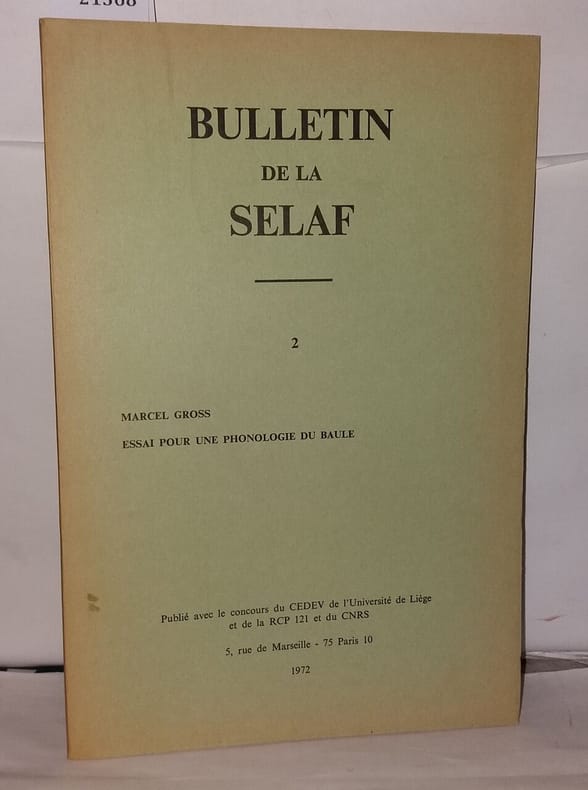 BULLETIN
DE LA
SELAF
2
MARCEL GROSS
ESSAI POUR UNE PHONOLOGIE DU BAULE
Publié avec le concours du CEDEV de l'Université de Liège
et de la RCP 121 et du CNRS
5, rue de Marseille - 75 Paris 10
1972